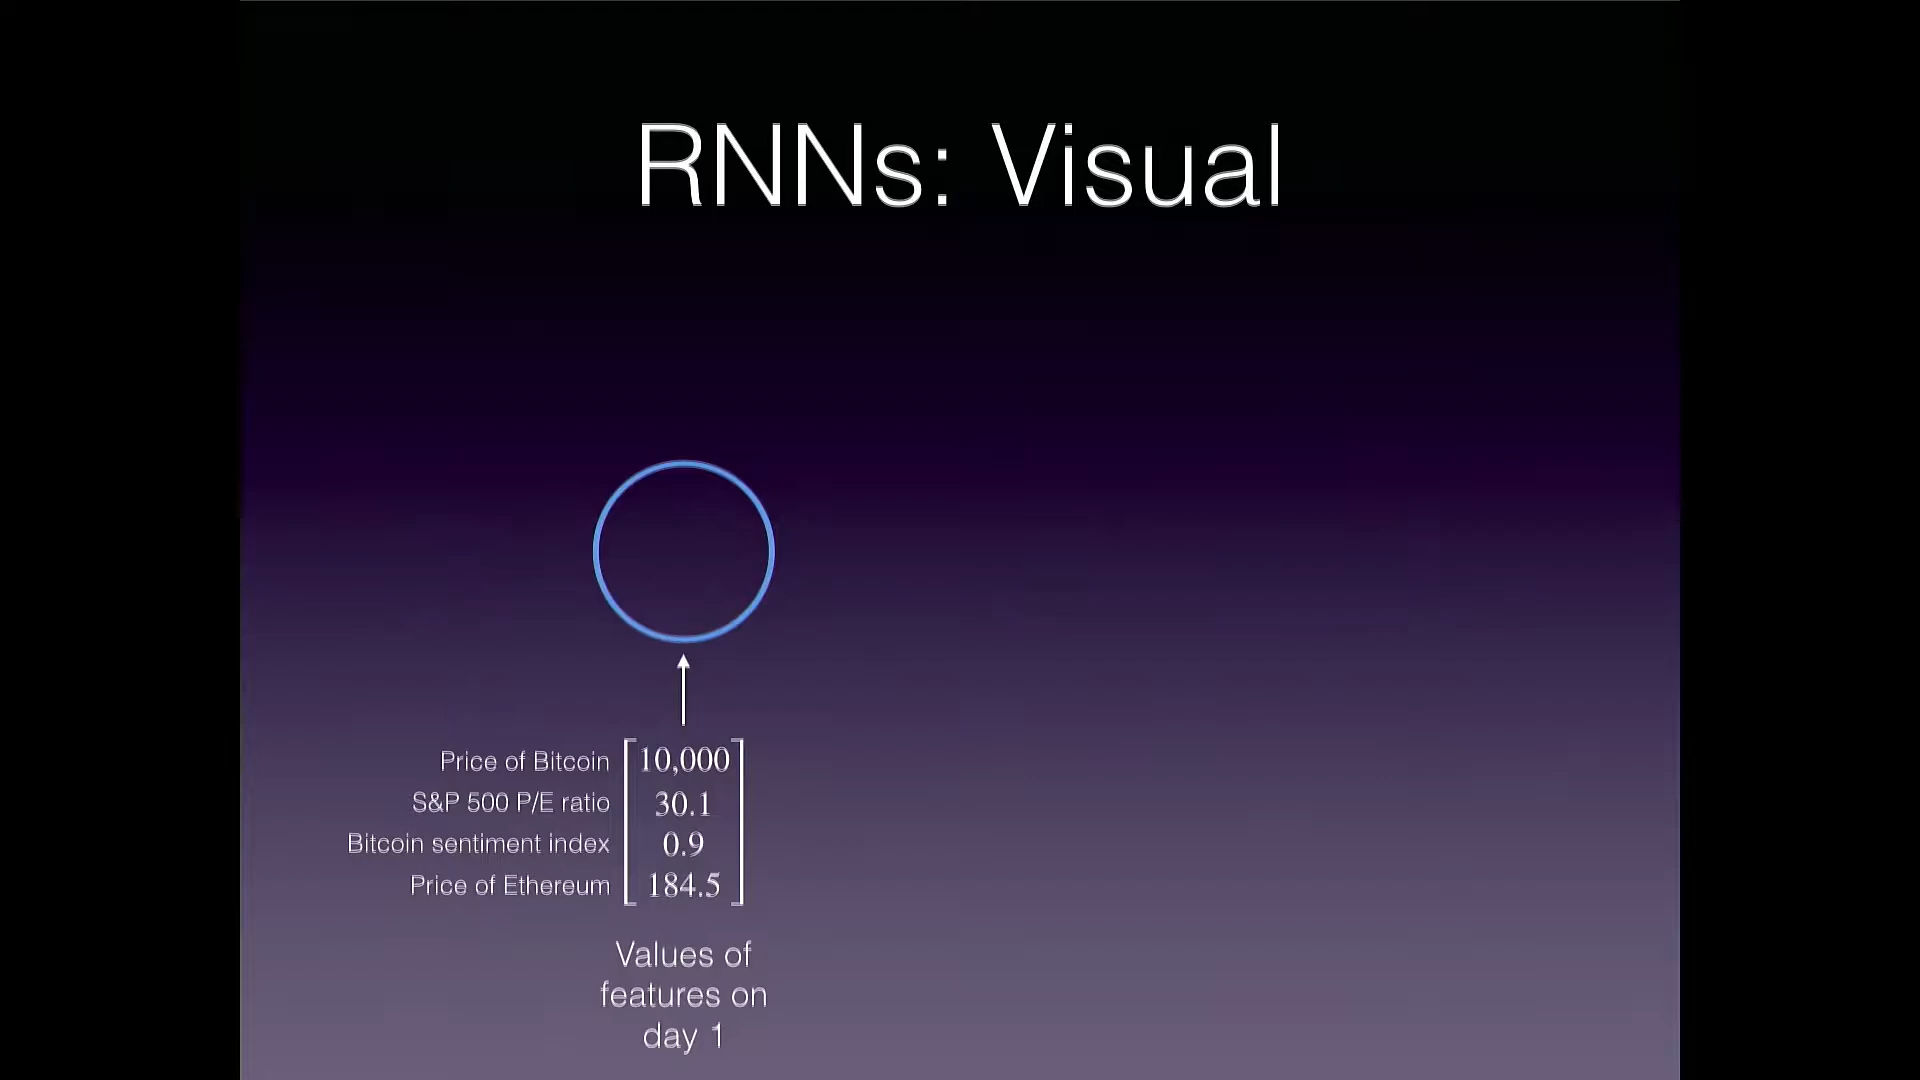 RNNs: Visual
Price of Bitcoin 10,000
S&P 500 P/E ratio 30.1
Bitcoin sentiment index 0.9
Price of Ethereum 184.5
Values of
features on
day 1